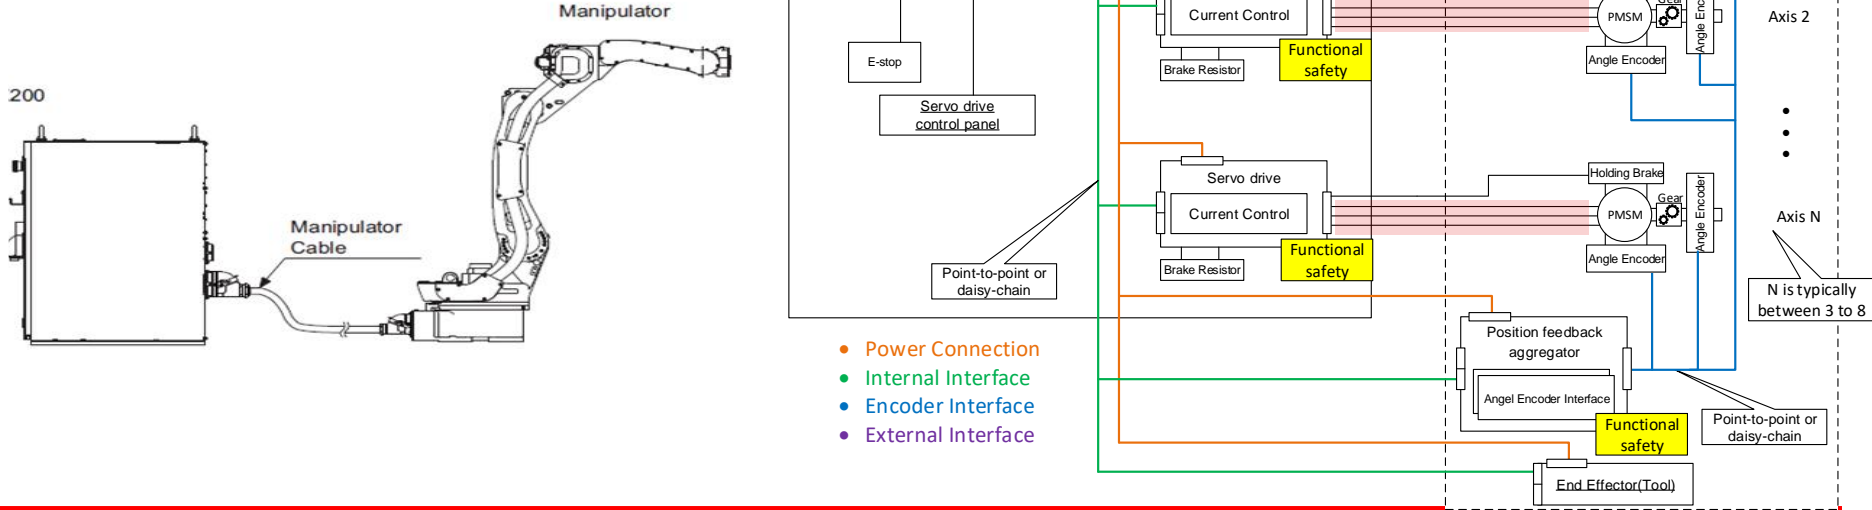 Manipulator
200
Manipulator
Cable
E-stop
Servo drive
control panel
Current Control
Functional
safety
Brake Resistor
PMSM
Gear
Angle Enc
Angle Encoder
Axis 2
Servo drive
Current Control
Functional
safety
Brake Resistor
Holding Brake
PMSM
Gear
Angle Encoder
Angle Encoder
Axis N
N is typically
between 3 to 8
Point-to-point or
daisy-chain
• Power Connection
• Internal Interface
• Encoder Interface
• External Interface
Position feedback
aggregator
Angel Encoder Interface
Functional
safety
Point-to-point or
daisy-chain
End Effector(Tool)